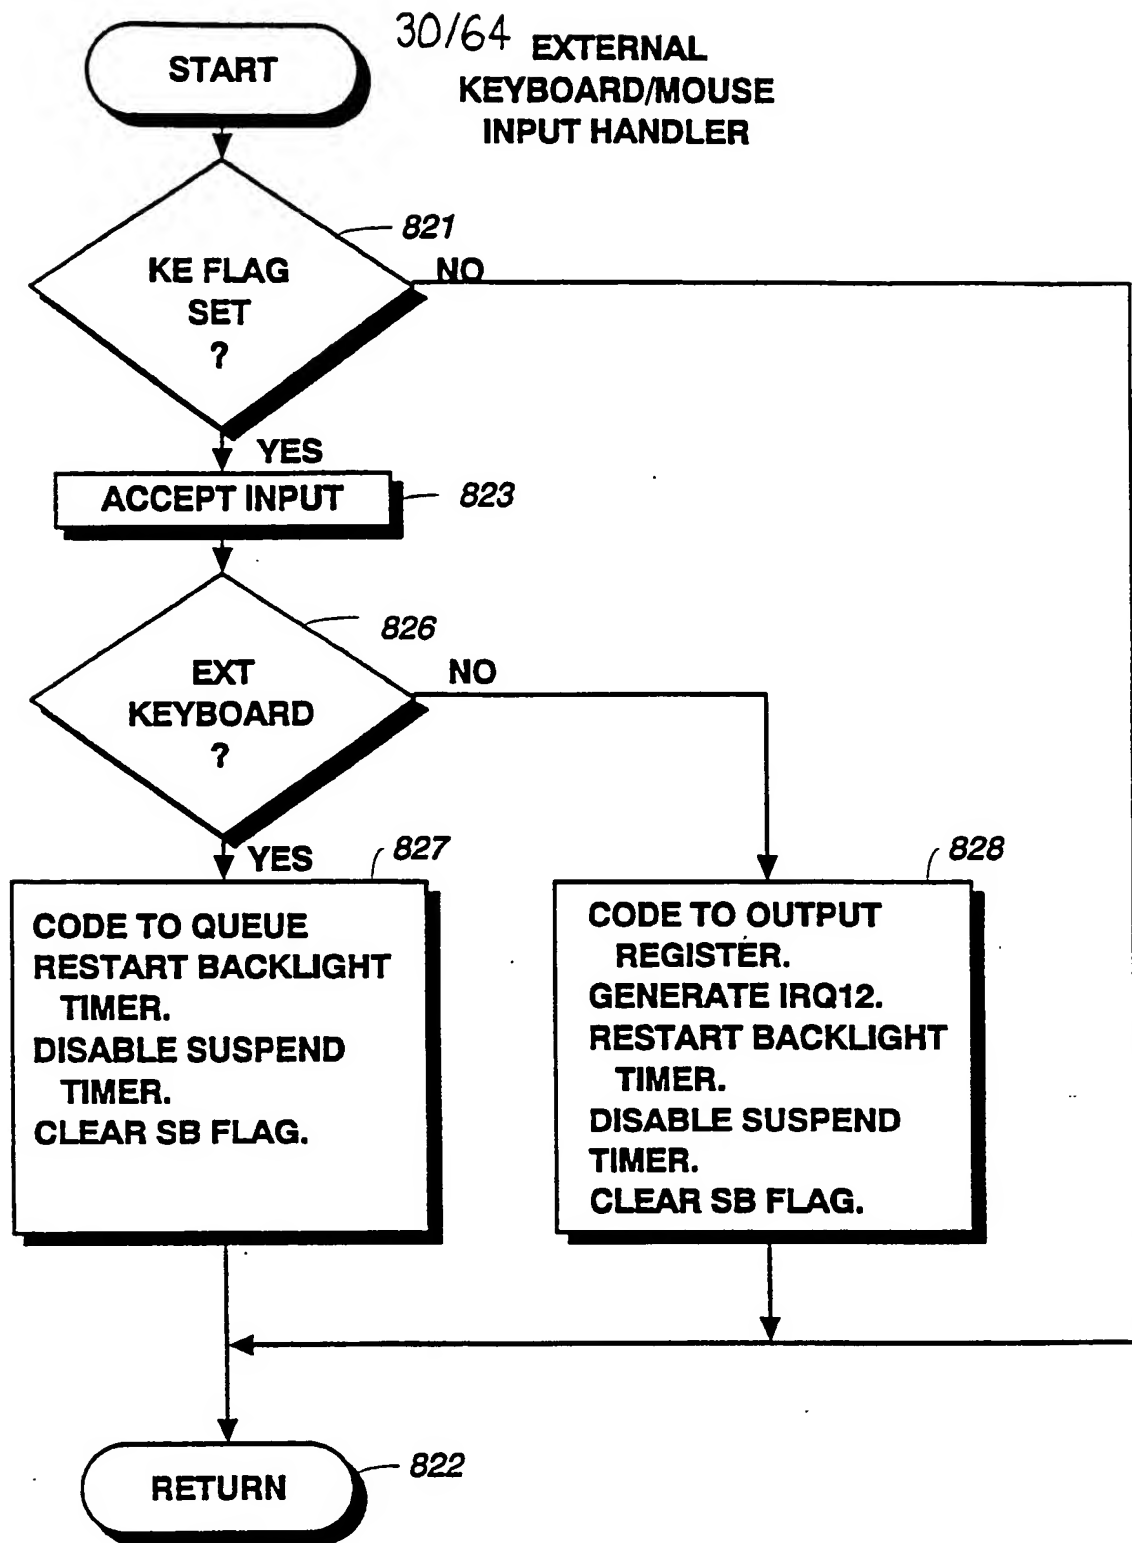 30/64
START
EXTERNAL
KEYBOARD/MOUSE
INPUT HANDLER
821
KE FLAG
SET
?
NO
YES
ACCEPT INPUT
823
826
EXT
KEYBOARD
?
NO
YES
827
CODE TO QUEUE
RESTART BACKLIGHT
TIMER.
DISABLE SUSPEND
TIMER.
CLEAR SB FLAG.
828
CODE TO OUTPUT
REGISTER.
GENERATE IRQ12.
RESTART BACKLIGHT
TIMER.
DISABLE SUSPEND
TIMER.
CLEAR SB FLAG.
RETURN
822